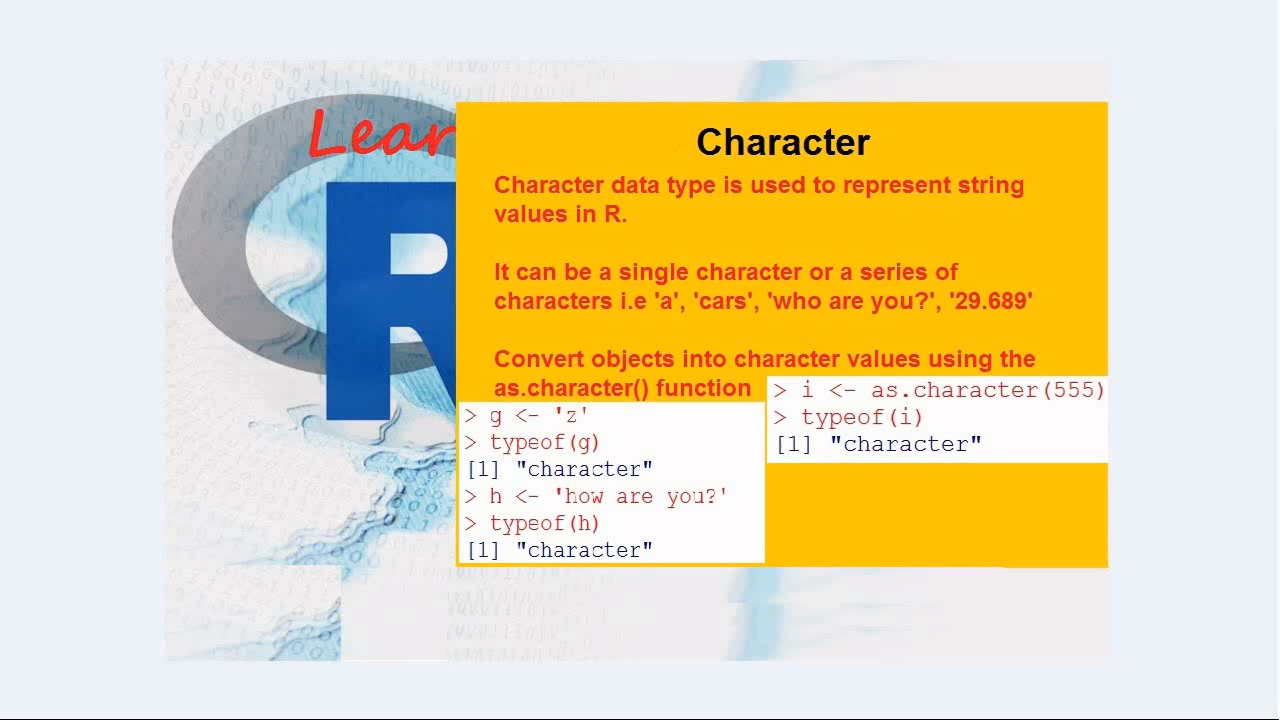 Lear
R
Character
Character data type is used to represent string
values in R.
It can be a single character or a series of
characters i.e 'a', 'cars', 'who are you?', '29.689'
Convert objects into character values using the
as.character() function
> g <- 'z'
> typeof(g)
[1] "character"
> h <- 'how are you?'
> typeof(h)
[1] "character"
> i <- as.character(555)
> typeof(i)
[1] "character"